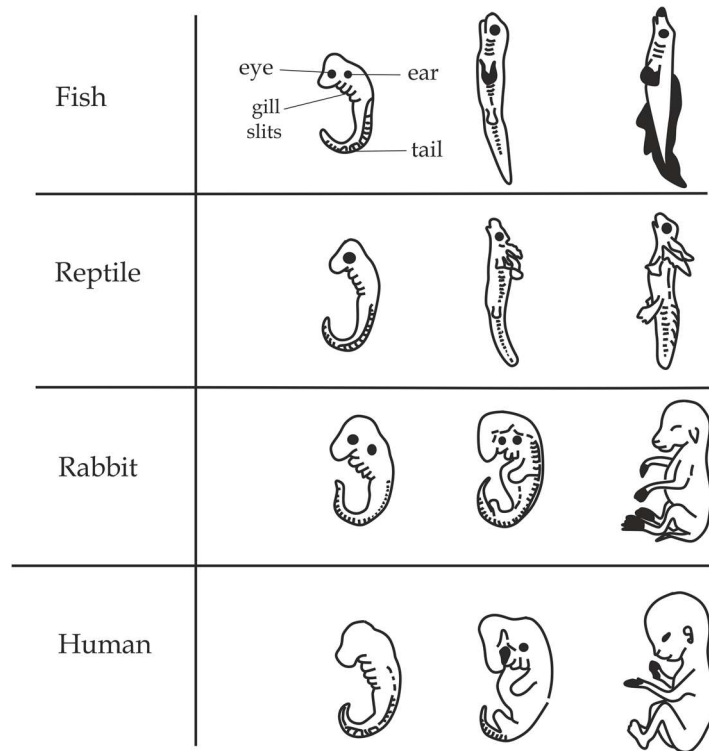 Fish
eye
ear
gill
slits
tail
Reptile
Rabbit
Human